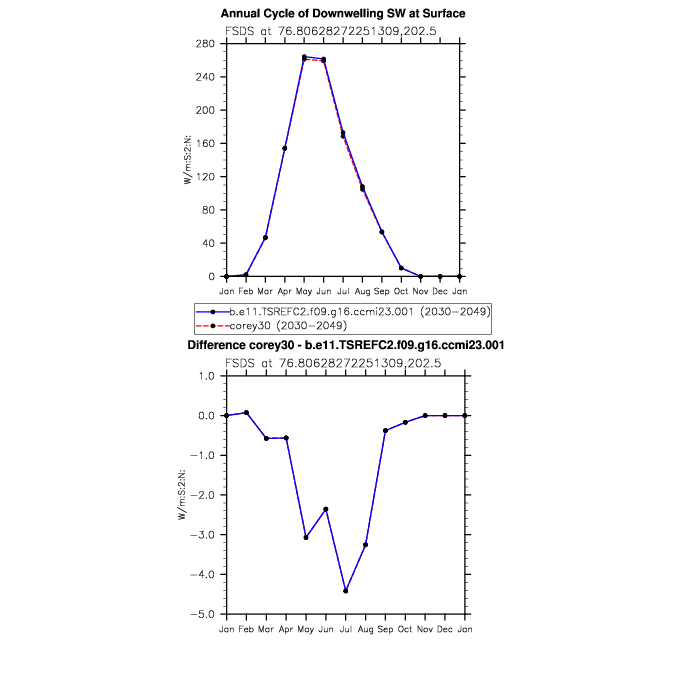 Annual Cycle of Downwelling SW at Surface
FSDS at 76.80628272251309,202.5
280
240
200
160
120
80
40
0
W/m:S:2:N:
Jan Feb Mar Apr May Jun Jul Aug Sep Oct Nov Dec Jan
b.e11.TSREFC2.f09.g16.ccmi23.001 (2030-2049)
corey30 (2030-2049)
Difference corey30 - b.e11.TSREFC2.f09.g16.ccmi23.001
FSDS at 76.80628272251309,202.5
1.0
0.0
-1.0
-2.0
-3.0
-4.0
-5.0
W/m:S:2:N:
Jan Feb Mar Apr May Jun Jul Aug Sep Oct Nov Dec Jan